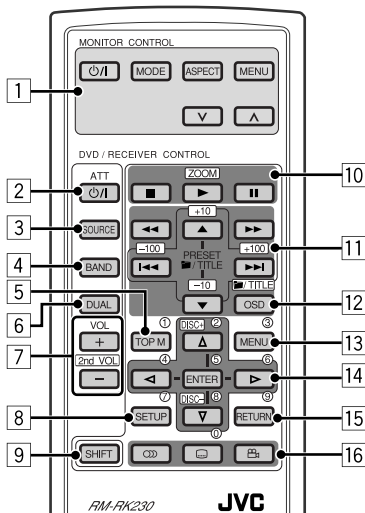 MONITOR CONTROL
1
⏻/I MODE ASPECT MENU
DVD / RECEIVER CONTROL
ATT
ZOOM
10
2
⏻/I
3
SOURCE
+10
11
4
BAND
–100
PRESET
/ TITLE
+100
5
–10
/ TITLE
6
DUAL
OSD
12
7
VOL
+
2nd VOL
–
① DISC+ ② ③
TOP M
MENU
13
④ ⑤ ⑥
ENTER
14
⑦ DISC– ⑧ ⑨
8
SETUP
RETURN
15
⓪
9
SHIFT
16
RM-RK230
JVC